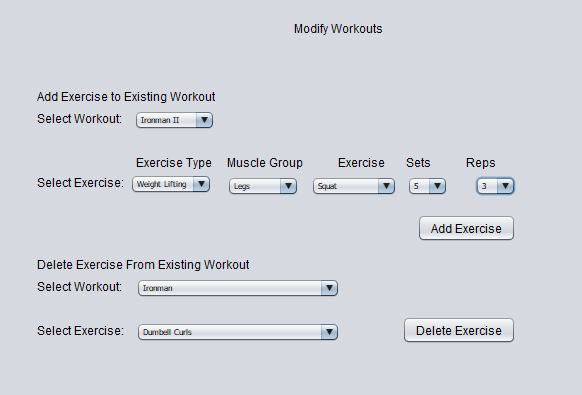 Modify Workouts
Add Exercise to Existing Workout
Select Workout: Ironman II
Exercise Type Muscle Group Exercise Sets Reps
Select Exercise: Weight Lifting Legs Squat 5 3
Add Exercise
Delete Exercise From Existing Workout
Select Workout: Ironman
Select Exercise: Dumbell Curls Delete Exercise